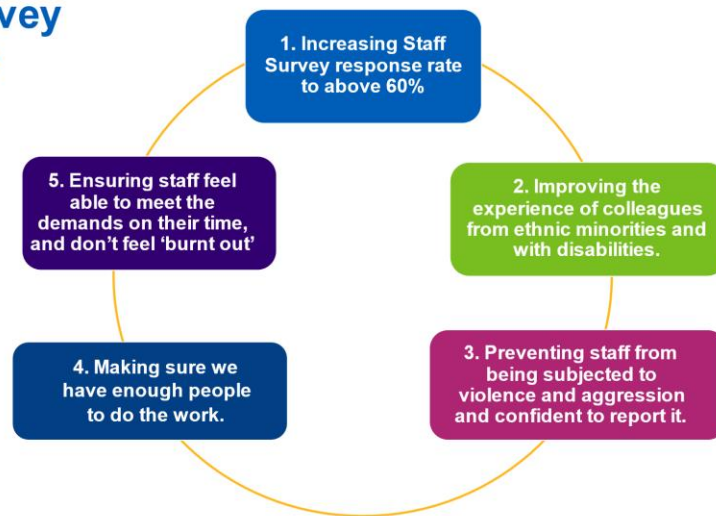 1. Increasing Staff
Survey response rate
to above 60%
2. Improving the
experience of colleagues
from ethnic minorities and
with disabilities.
3. Preventing staff from
being subjected to
violence and aggression
and confident to report it.
4. Making sure we
have enough people
to do the work.
5. Ensuring staff feel
able to meet the
demands on their time,
and don’t feel ‘burnt out’